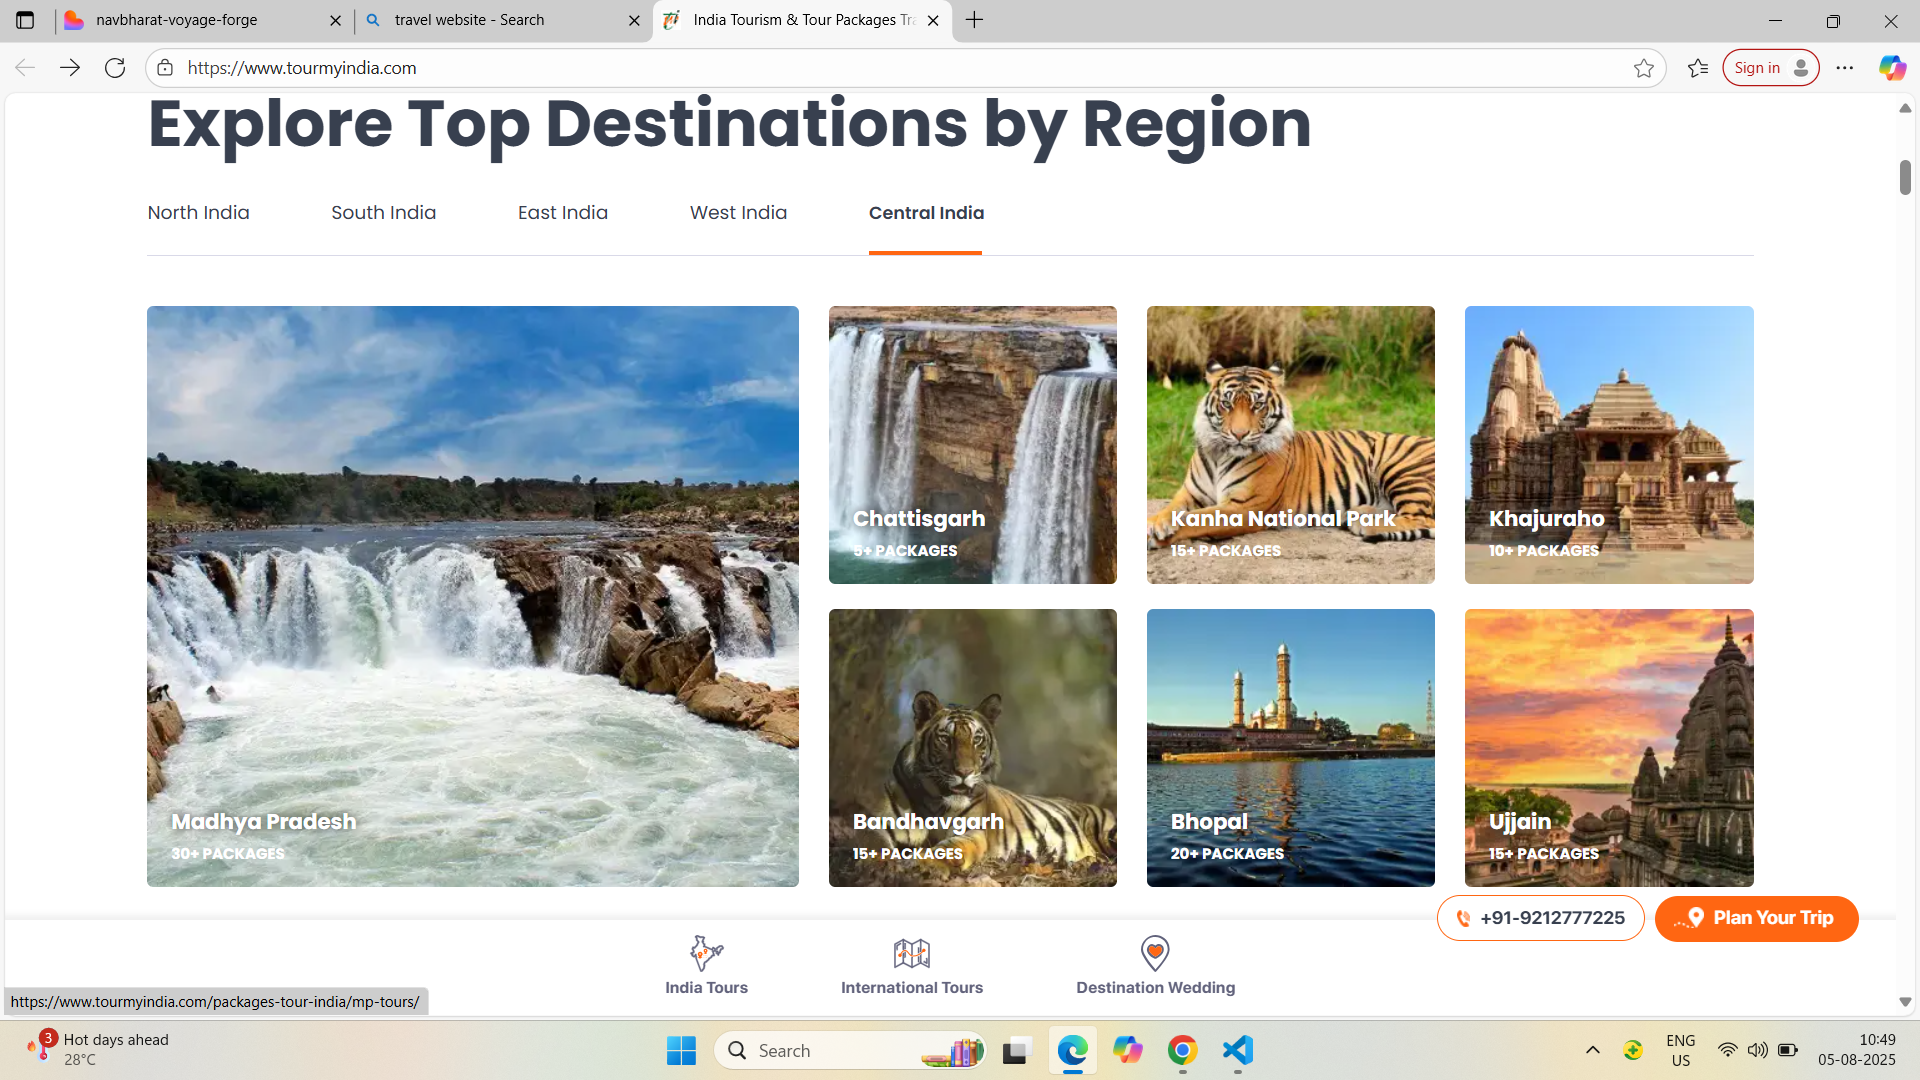 navbharat-voyage-forge
travel website - Search
India Tourism & Tour Packages Tra
https://www.tourmyindia.com
Sign in
Explore Top Destinations by Region
North India
South India
East India
West India
Central India
Chattisgarh
5+ PACKAGES
Kanha National Park
15+ PACKAGES
Khajuraho
10+ PACKAGES
Madhya Pradesh
30+ PACKAGES
Bandhavgarh
15+ PACKAGES
Bhopal
20+ PACKAGES
Ujjain
15+ PACKAGES
+91-9212777225
Plan Your Trip
India Tours
International Tours
Destination Wedding
https://www.tourmyindia.com/packages-tour-india/mp-tours/
3
Hot days ahead
28°C
Search
ENG
US
10:49
05-08-2025